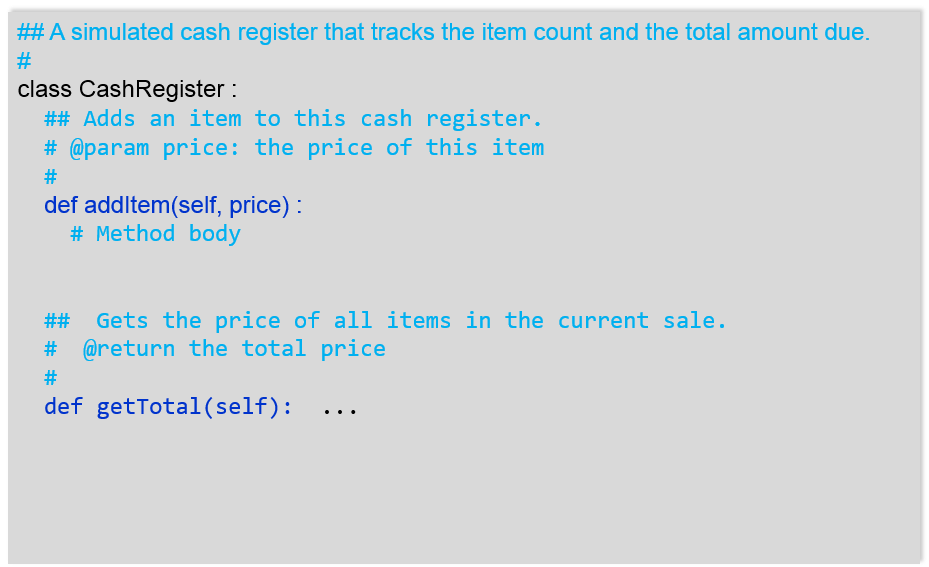 ## A simulated cash register that tracks the item count and the total amount due.
#
class CashRegister :
## Adds an item to this cash register.
# @param price: the price of this item
#
def addItem(self, price) :
# Method body
## Gets the price of all items in the current sale.
# @return the total price
#
def getTotal(self): ...